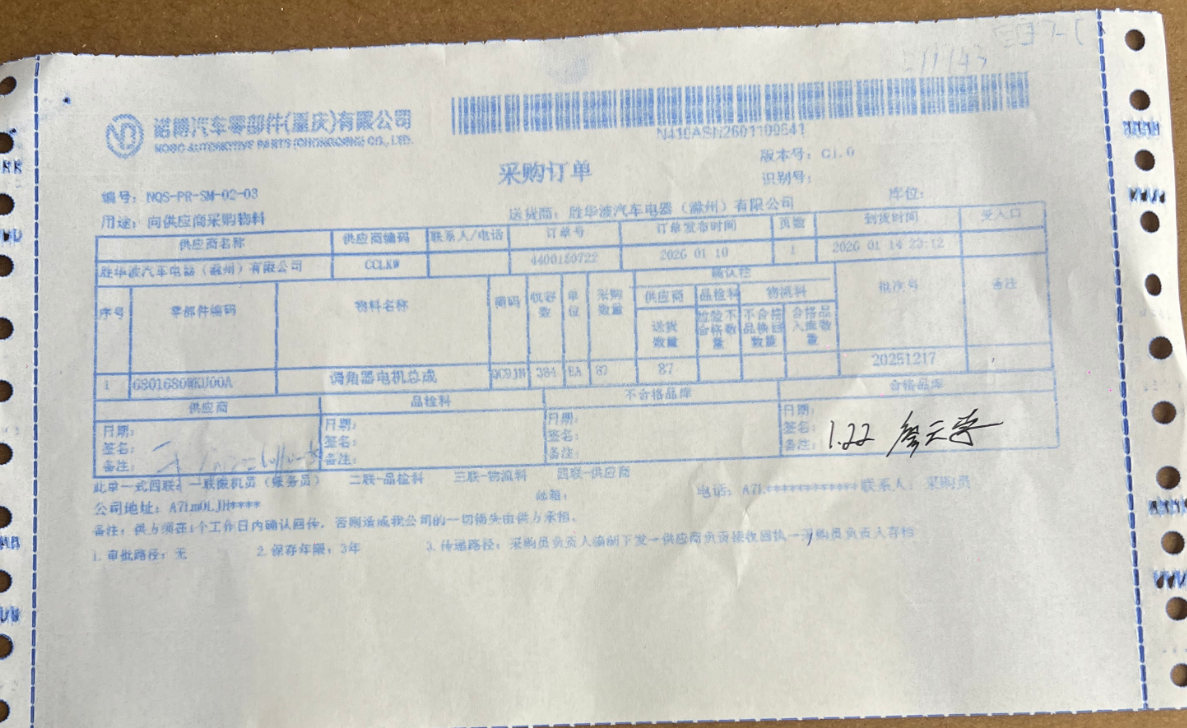 诺博汽车零部件(重庆)有限公司
NOBO AUTOMOTIVE PARTS (CHONGQING) CO., LTD.
采购订单
版本号: G1.0
识别号:
编号: NQS-PR-SM-02-03
库位:
用途: 向供应商采购物料
送货商: 胜华波汽车电器（滁州）有限公司
供应商名称 供应商编码 联系人/电话 订单号 订单发布时间 页数 到货时间 受入口
胜华波汽车电器（滁州）有限公司 CCLKW 4400180722 2026 01 10 1 2026 01 14 23:12
序号 零部件编码 物料名称 简码 收容数 单位 采购数量 确认栏 批次号 备注
供应商 品检科 物流科
送货数量 检验不合格数量 不合格品换回数量 合格品入库数量
1 6801680WKU00A 调角器电机总成 384 EA 87 87 20251217
供应商 品检科 不合格品库 合格品库
日期: 日期: 日期: 日期:
签名: 签名: 签名: 签名:
备注: 备注: 备注: 备注:
1.22
此单一式四联: 一联 二联-品检科 三联-物流科 四联-供应商
邮箱:
电话: 联系人: 采购员
公司地址:
备注: 供方须在1个工作日内确认回传, 否则造成我公司的一切损失由供方承担。
1. 审批路径: 无 2. 保存年限: 3年 3. 传递路径: 采购员负责人编制下发→供应商负责接收回执→采购员负责人存档